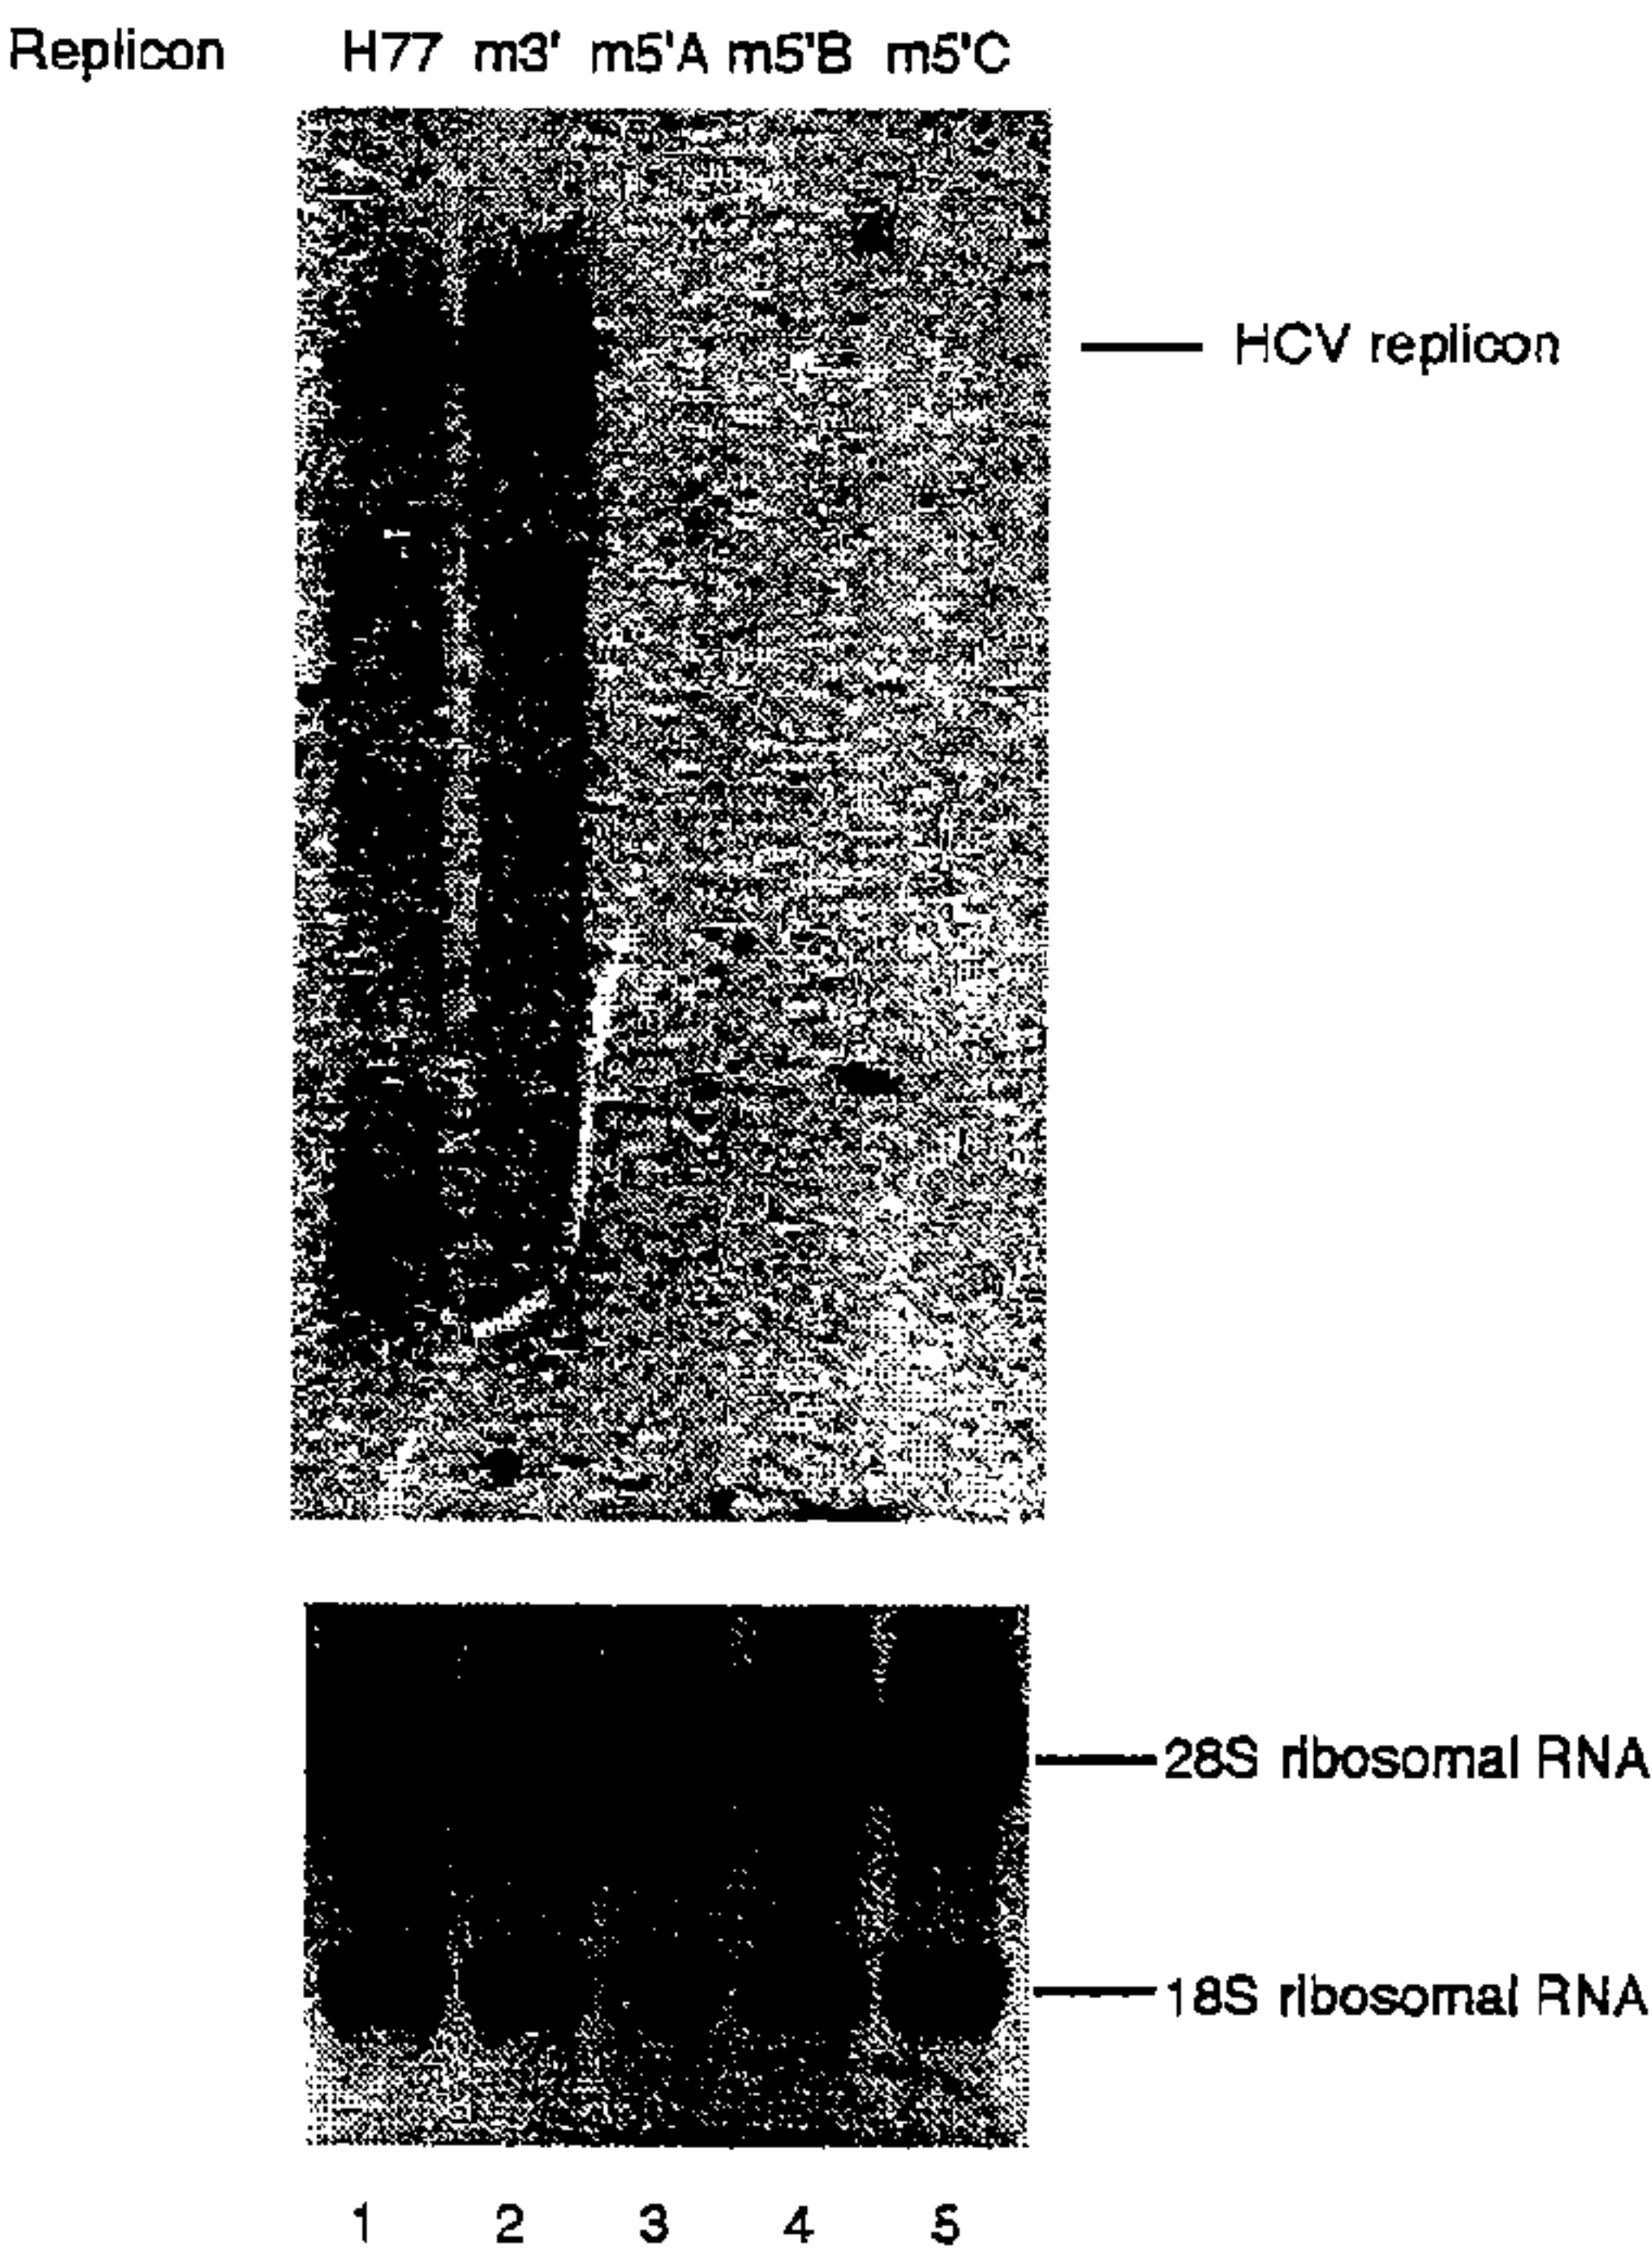 Replicon H77 m3' m5'A m5'B m5'C
HCV replicon
28S ribosomal RNA
18S ribosomal RNA
1 2 3 4 5